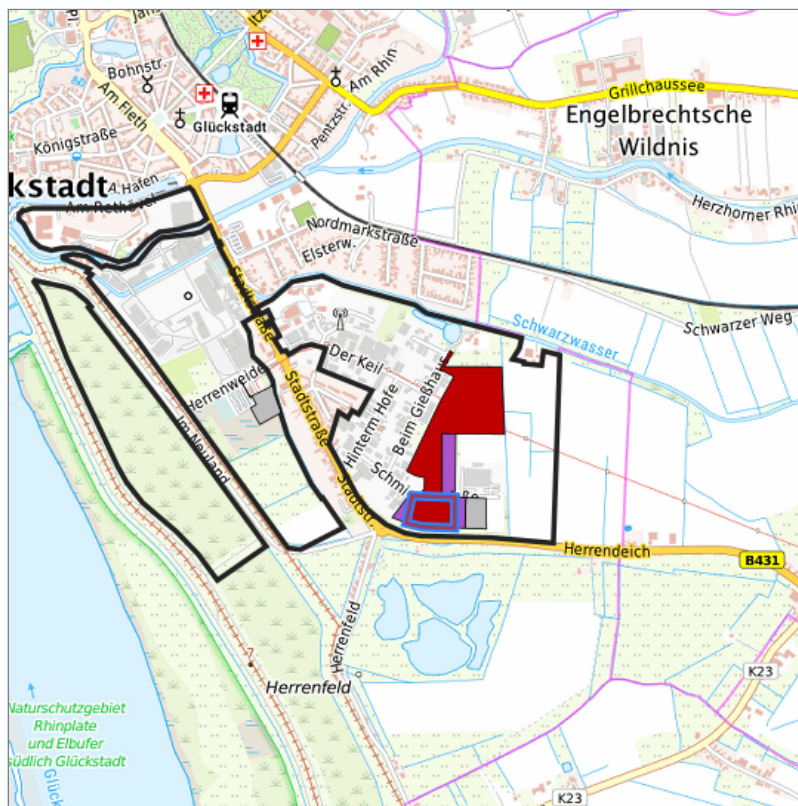 Bohnstr.
Am Fleth
Königstraße
Glückstadt
Pentzstr.
Am Rhin
Grillchaussee
Engelbrechtsche
Wildnis
kstadt
A. Hafen
Am Rethövel
Herzhorner Rhin
Nordmarkstraße
Elsterw.
Stadtstraße
Schwarzwasser
Schwarzer Weg
Der Keil
Herrenweide
Stadtstraße
Hinterm Hofe
Beim Gießhaus
Im Neuland
Schmi
Stadtstr.
Herrendeich
B431
Herrenfeld
7
K23
Herrenfeld
Naturschutzgebiet
Rhinplate
und Elbufer
südlich Glückstadt
Glück
K23